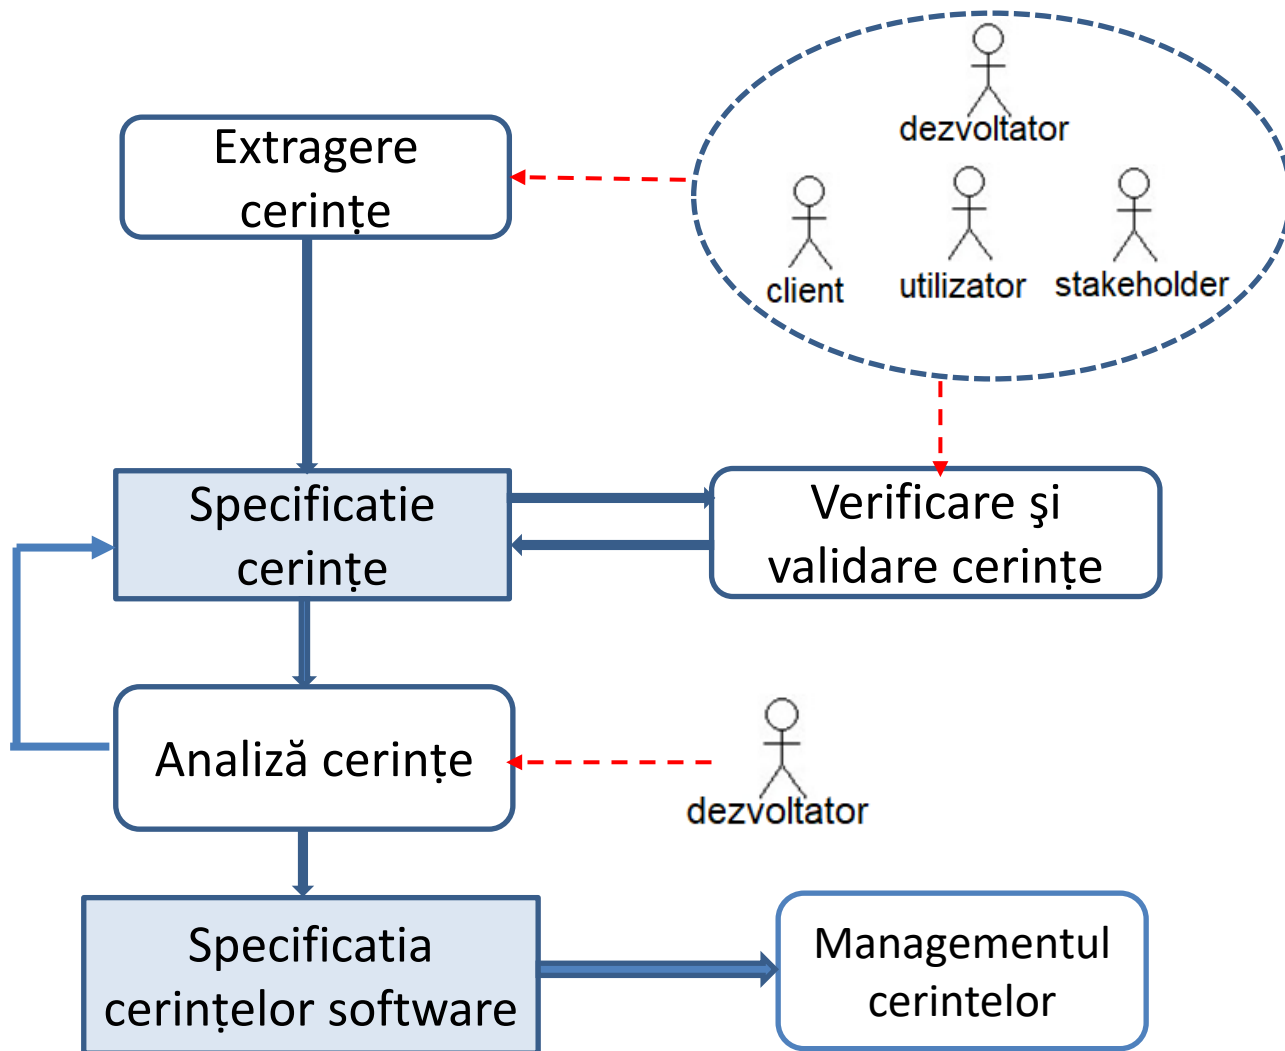 dezvoltator
Extragere
cerințe
client
utilizator
stakeholder
Specificatie
cerințe
Verificare şi
validare cerințe
Analiză cerințe
dezvoltator
Specificatia
cerințelor software
Managementul
cerintelor